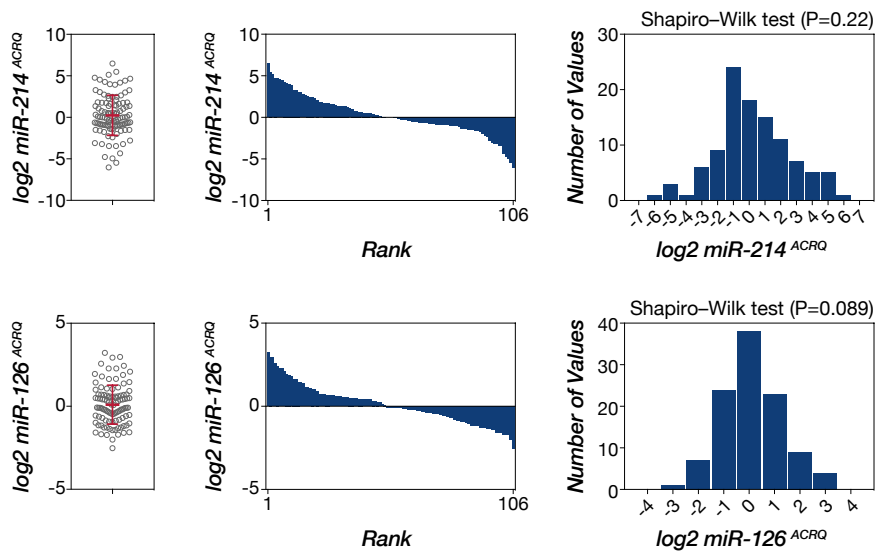 log2 miR-214 ACRQ
10
5
0
-5
-10
log2 miR-214 ACRQ
10
5
0
-5
-10
1
106
Rank
Shapiro–Wilk test (P=0.22)
Number of Values
30
20
10
0
-7 -6 -5 -4 -3 -2 -1 0 1 2 3 4 5 6 7
log2 miR-214 ACRQ
log2 miR-126 ACRQ
5
0
-5
log2 miR-126 ACRQ
5
0
-5
1
106
Rank
Shapiro–Wilk test (P=0.089)
Number of Values
40
30
20
10
0
-4 -3 -2 -1 0 1 2 3 4
log2 miR-126 ACRQ